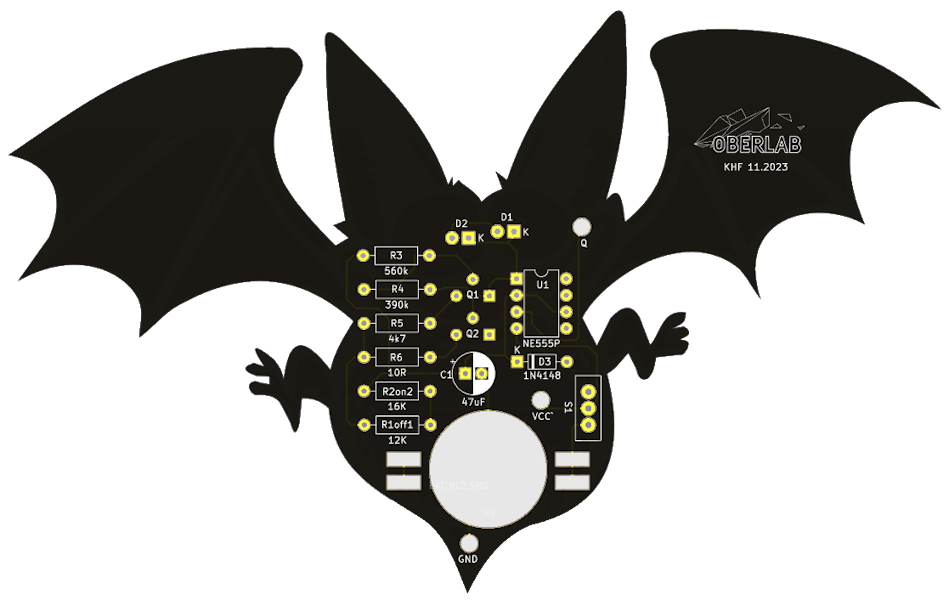 OBERLAB
KHF 11.2023
D2
K
D1
K
Q
R3
560k
R4
390k
R5
4k7
R6
10R
R2on2
16K
R1off1
12K
Q1
Q2
U1
NE555P
K
D3
1N4148
+
C1
47uF
VCC
S1
GND